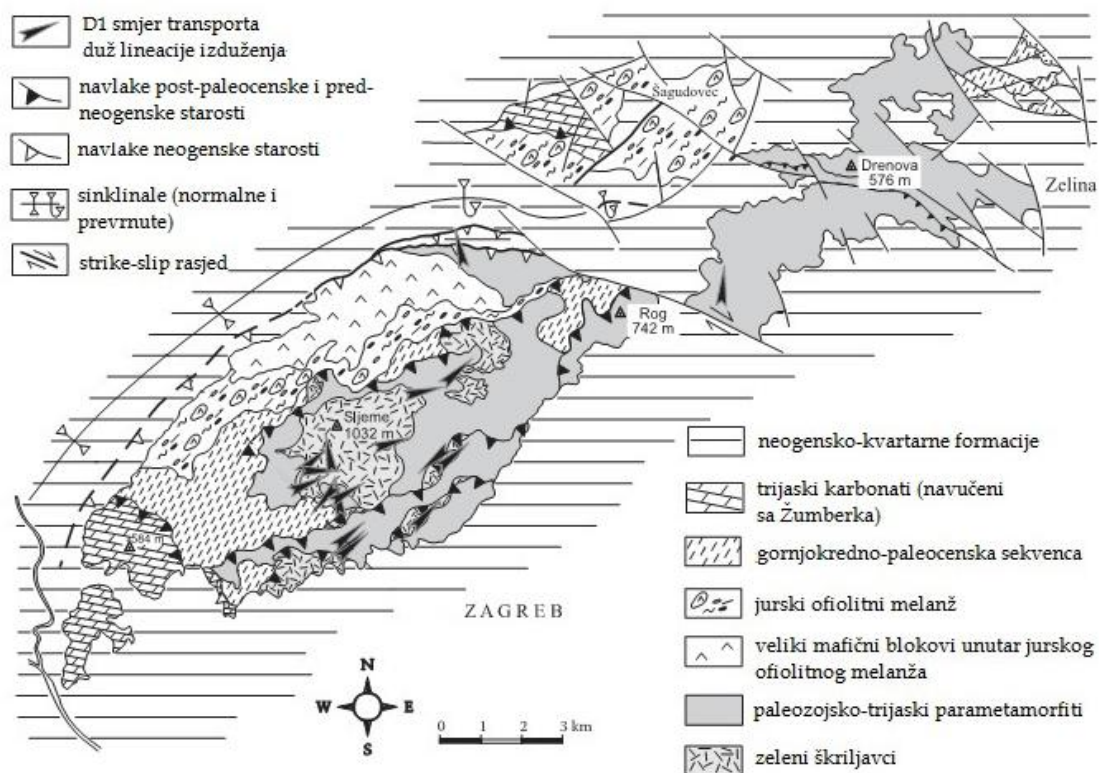 D1 smjer transporta
duž lineacije izduženja
navlake post-paleocenske i pred-
neogenske starosti
navlake neogenske starosti
sinklinale (normalne i
prevrnute)
strike-slip rasjed
Šagudovec
Drenova
576 m
Zelina
Rog
742 m
Sljeme
1032 m
584 m
ZAGREB
N
W E
S
0 1 2 3 km
neogensko-kvartarne formacije
trijaski karbonati (navučeni
sa Žumberka)
gornjokredno-paleocenska sekvenca
jurski ofiolitni melanž
veliki mafični blokovi unutar jurskog
ofiolitnog melanža
paleozojsko-trijaski parametamorfiti
zeleni škriljavci